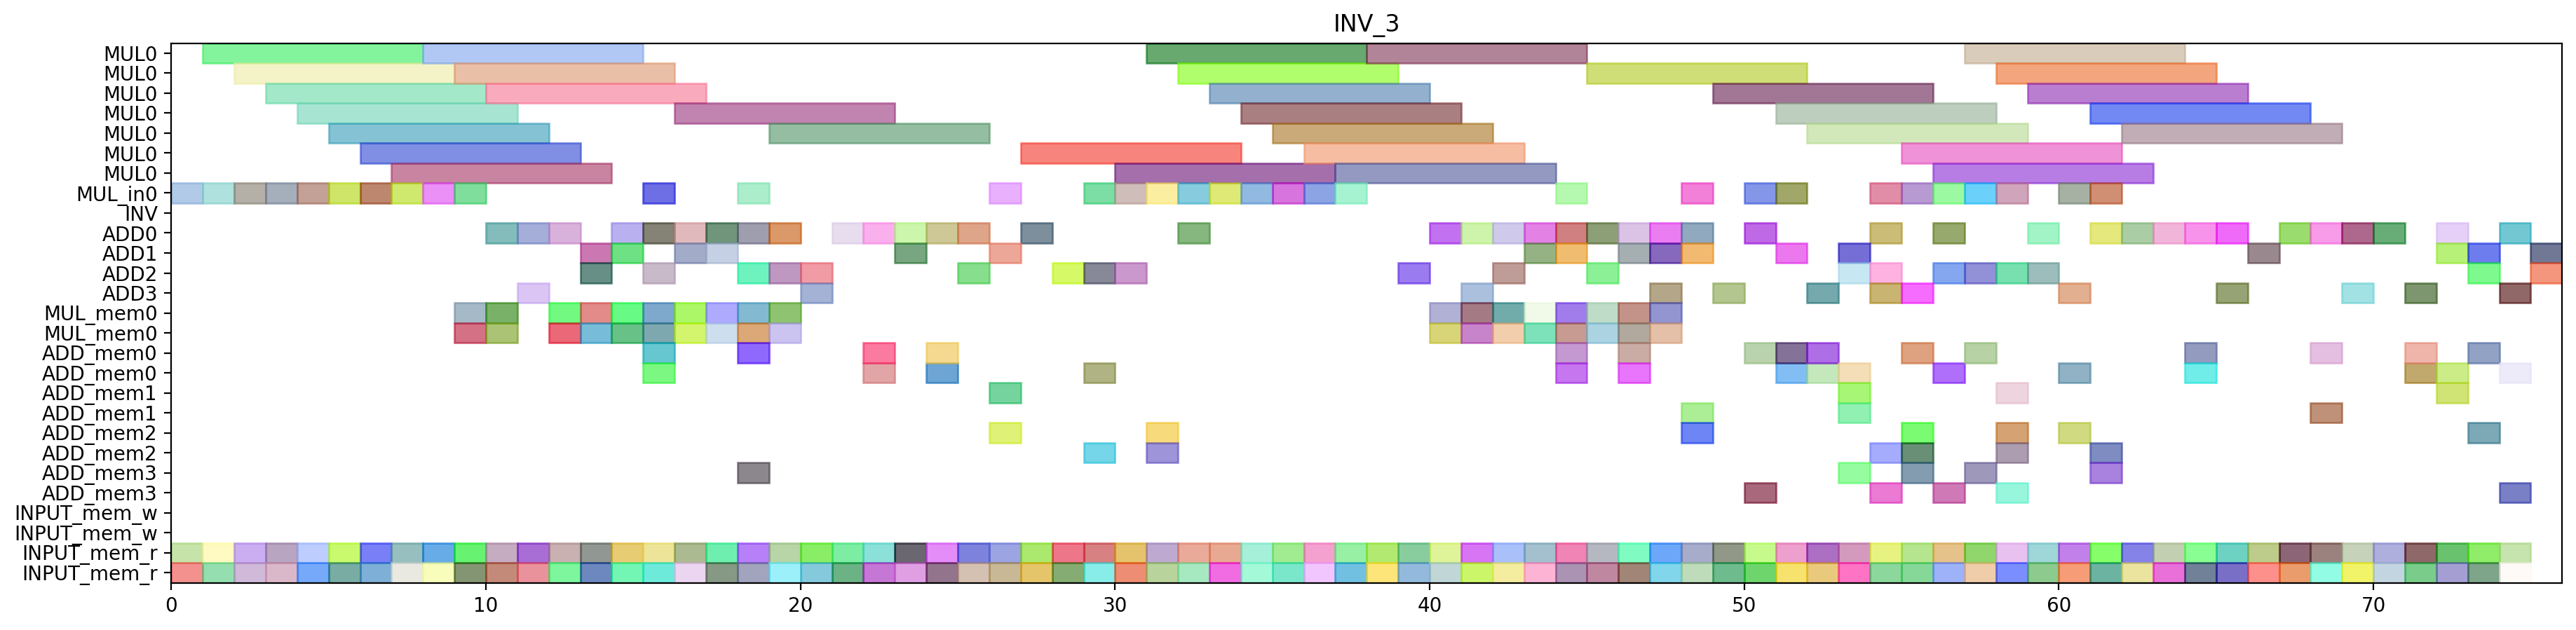 INV_3
MUL0
MUL0
MUL0
MUL0
MUL0
MUL0
MUL0
MUL_in0
INV
ADD0
ADD1
ADD2
ADD3
MUL_mem0
MUL_mem0
ADD_mem0
ADD_mem0
ADD_mem1
ADD_mem1
ADD_mem2
ADD_mem2
ADD_mem3
ADD_mem3
INPUT_mem_w
INPUT_mem_w
INPUT_mem_r
INPUT_mem_r
0 10 20 30 40 50 60 70